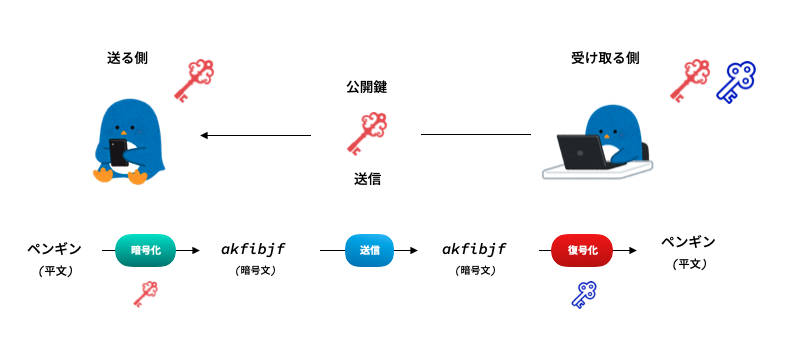 送る側
受け取る側
公開鍵
送信
ペンギン
(平文)
暗号化
akfibjf
(暗号文)
送信
akfibjf
(暗号文)
復号化
ペンギン
(平文)